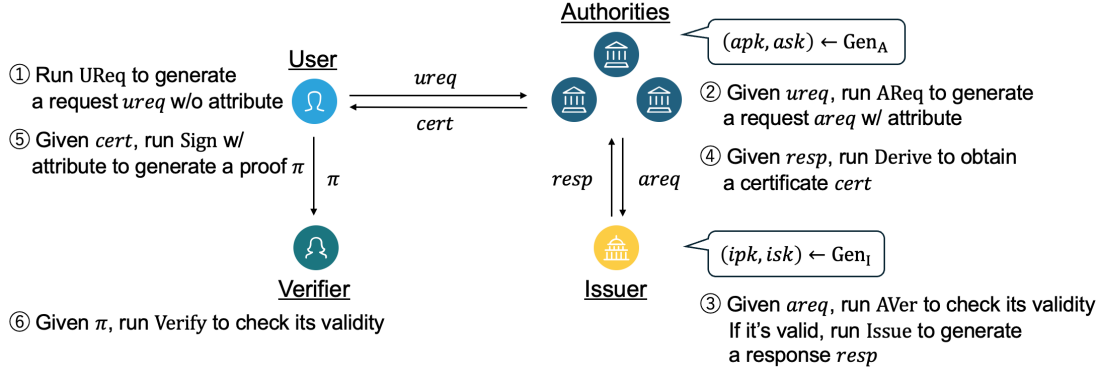 Authorities
(apk, ask) ← Gen_A
User
① Run UReq to generate
a request ureq w/o attribute
ureq
cert
② Given ureq, run AReq to generate
a request areq w/ attribute
⑤ Given cert, run Sign w/
attribute to generate a proof π
π
④ Given resp, run Derive to obtain
a certificate cert
resp
areq
(ipk, isk) ← Gen_I
Verifier
Issuer
③ Given areq, run AVer to check its validity
If it's valid, run Issue to generate
a response resp
⑥ Given π, run Verify to check its validity